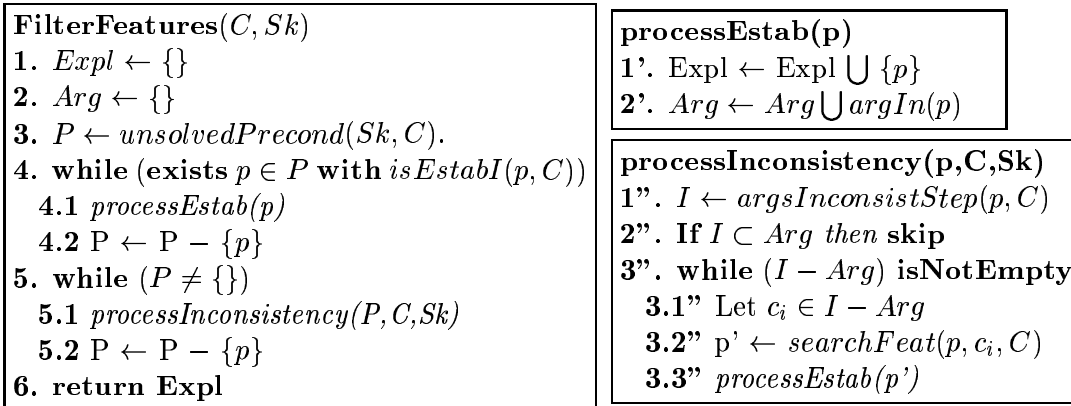 FilterFeatures(C, Sk)
1. Expl ← {}
2. Arg ← {}
3. P ← unsolvedPrecond(Sk, C).
4. while (exists p ∈ P with isEstabI(p, C))
4.1 processEstab(p)
4.2 P ← P − {p}
5. while (P ≠ {})
5.1 processInconsistency(P,C,Sk)
5.2 P ← P − {p}
6. return Expl
processEstab(p)
1'. Expl ← Expl ⋃ {p}
2'. Arg ← Arg ⋃ argIn(p)
processInconsistency(p,C,Sk)
1”. I ← argsInconsistStep(p, C)
2”. If I ⊂ Arg then skip
3”. while (I − Arg) isNotEmpty
3.1” Let cᵢ ∈ I − Arg
3.2” p' ← searchFeat(p, cᵢ, C)
3.3” processEstab(p')